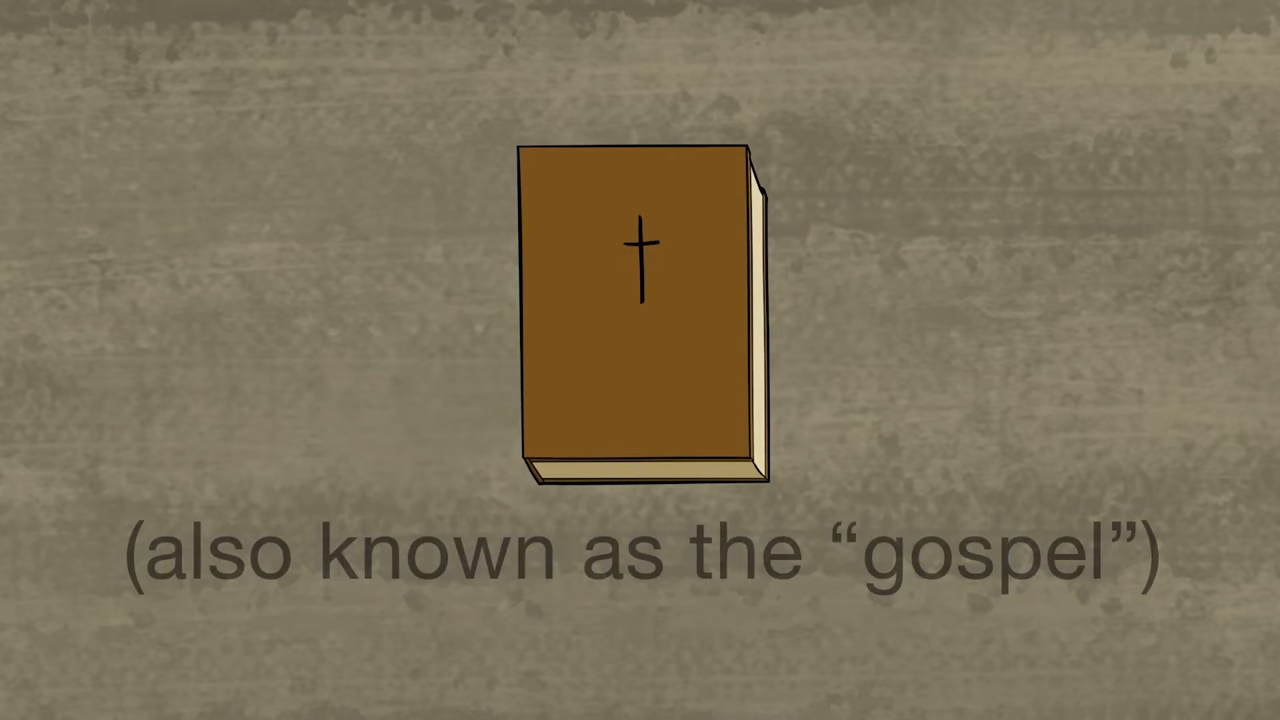 (also known as the “gospel”)